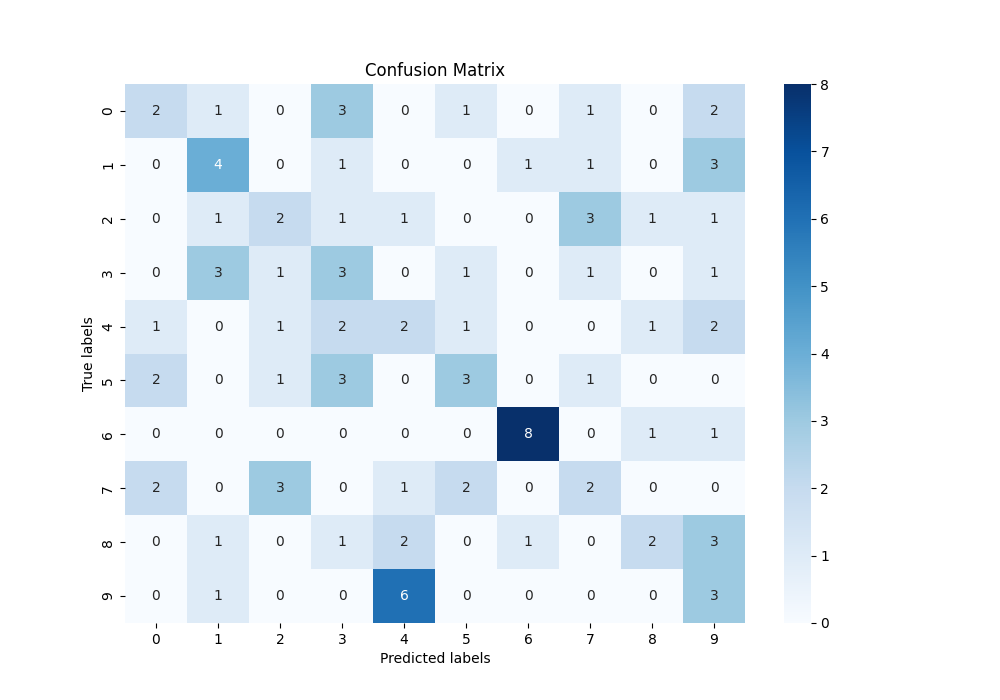 Confusion Matrix
0 2 1 0 3 0 1 0 1 0 2
1 0 4 0 1 0 0 1 1 0 3
2 0 1 2 1 1 0 0 3 1 1
3 0 3 1 3 0 1 0 1 0 1
4 1 0 1 2 2 1 0 0 1 2
5 2 0 1 3 0 3 0 1 0 0
6 0 0 0 0 0 0 8 0 1 1
7 2 0 3 0 1 2 0 2 0 0
8 0 1 0 1 2 0 1 0 2 3
9 0 1 0 0 6 0 0 0 0 3
0 1 2 3 4 5 6 7 8 9
Predicted labels
True labels
8
7
6
5
4
3
2
1
0